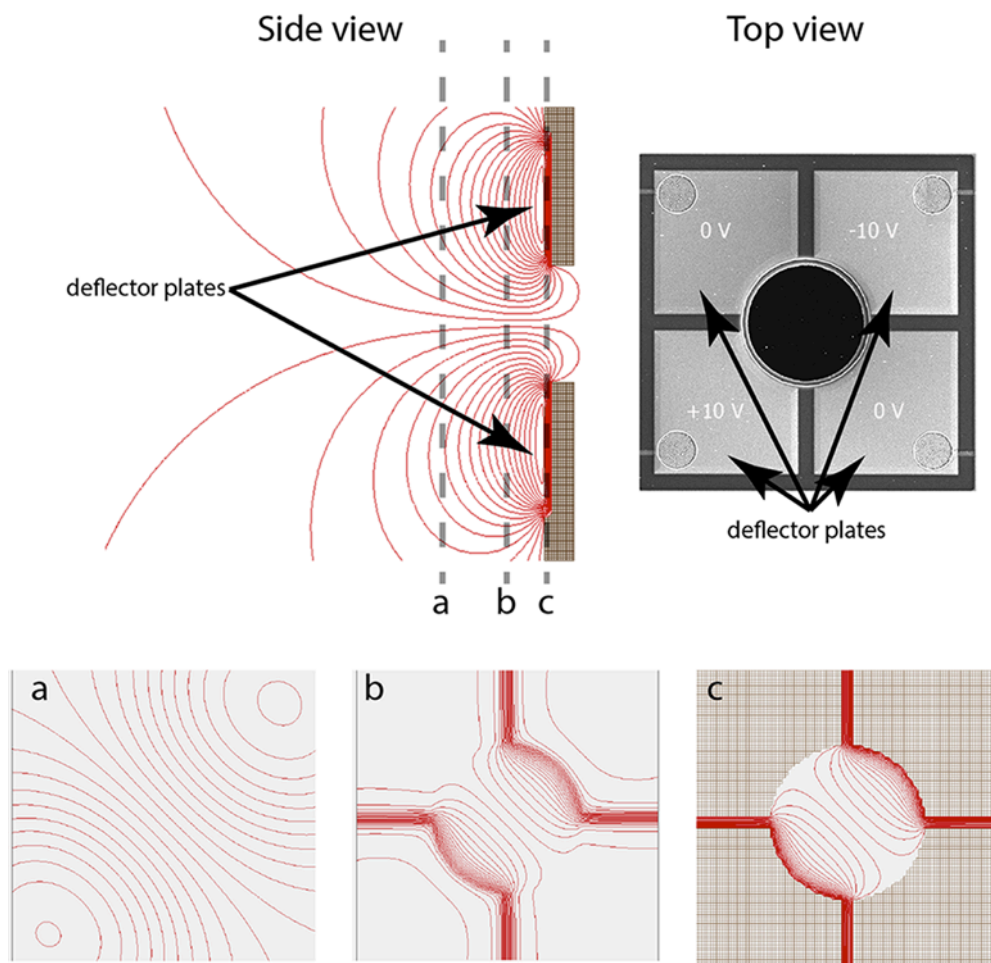 Side view
Top view
0 V
-10 V
deflector plates
+10 V
0 V
deflector plates
a
b
c
a
b
c